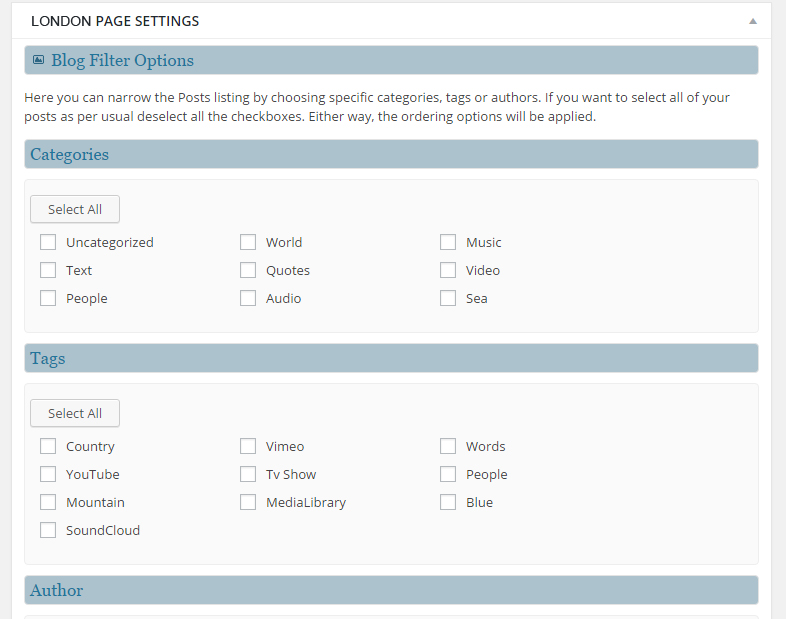 LONDON PAGE SETTINGS
Blog Filter Options
Here you can narrow the Posts listing by choosing specific categories, tags or authors. If you want to select all of your
posts as per usual deselect all the checkboxes. Either way, the ordering options will be applied.
Categories
Select All
Uncategorized World Music
Text Quotes Video
People Audio Sea
Tags
Select All
Country Vimeo Words
YouTube Tv Show People
Mountain MediaLibrary Blue
SoundCloud
Author